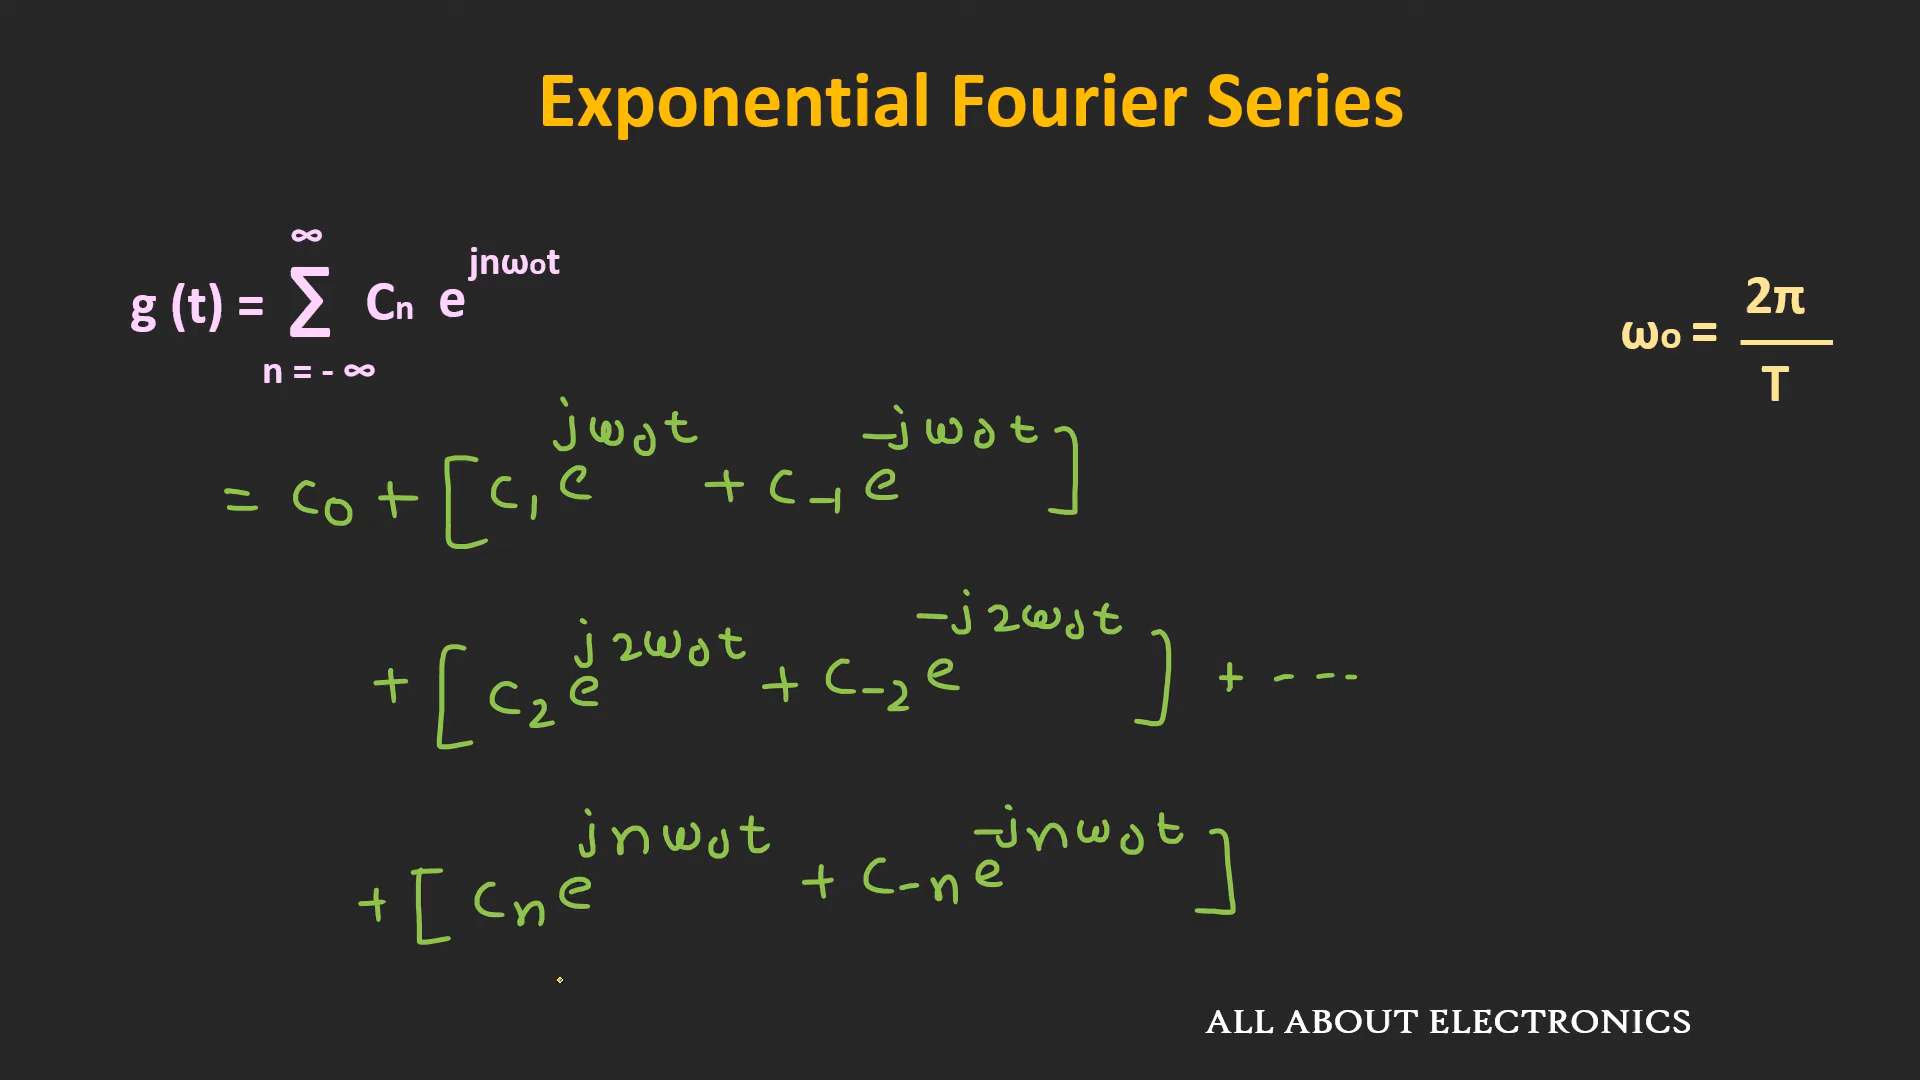 Exponential Fourier Series
g (t) = ∞ ∑ n = - ∞ Cn e^jnω₀t
ω₀ = 2π / T
= C₀ + [ C₁ e^jω₀t + C₋₁ e^-jω₀t ]
+ [ C₂ e^j2ω₀t + C₋₂ e^-j2ω₀t ] + ---
+ [ Cn e^jnω₀t + C-n e^-jnω₀t ]
ALL ABOUT ELECTRONICS